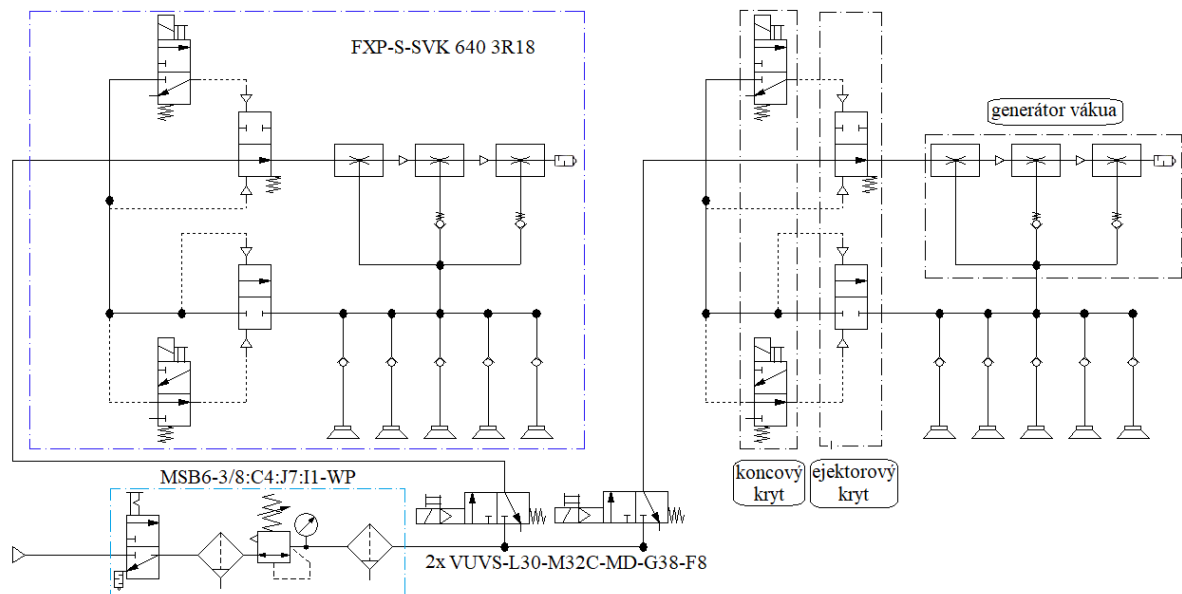 FXP-S-SVK 640 3R18
generátor vákua
koncový
kryt
ejektorový
kryt
MSB6-3/8:C4:J7:I1-WP
2x VUVS-L30-M32C-MD-G38-F8